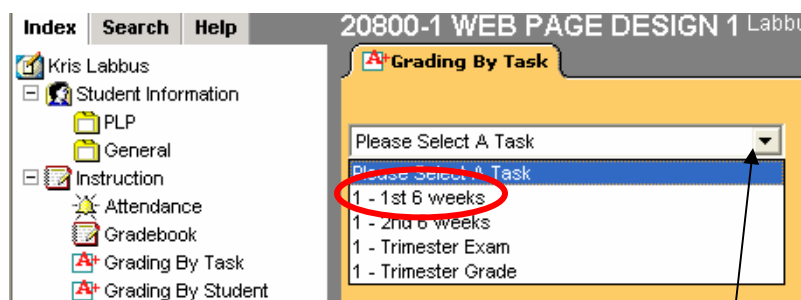 Index Search Help
Kris Labbus
Student Information
PLP
General
Instruction
Attendance
Gradebook
A+ Grading By Task
A+ Grading By Student
20800-1 WEB PAGE DESIGN 1 Labbu
A+ Grading By Task
Please Select A Task
Please Select A Task
1 - 1st 6 weeks
1 - 2nd 6 weeks
1 - Trimester Exam
1 - Trimester Grade